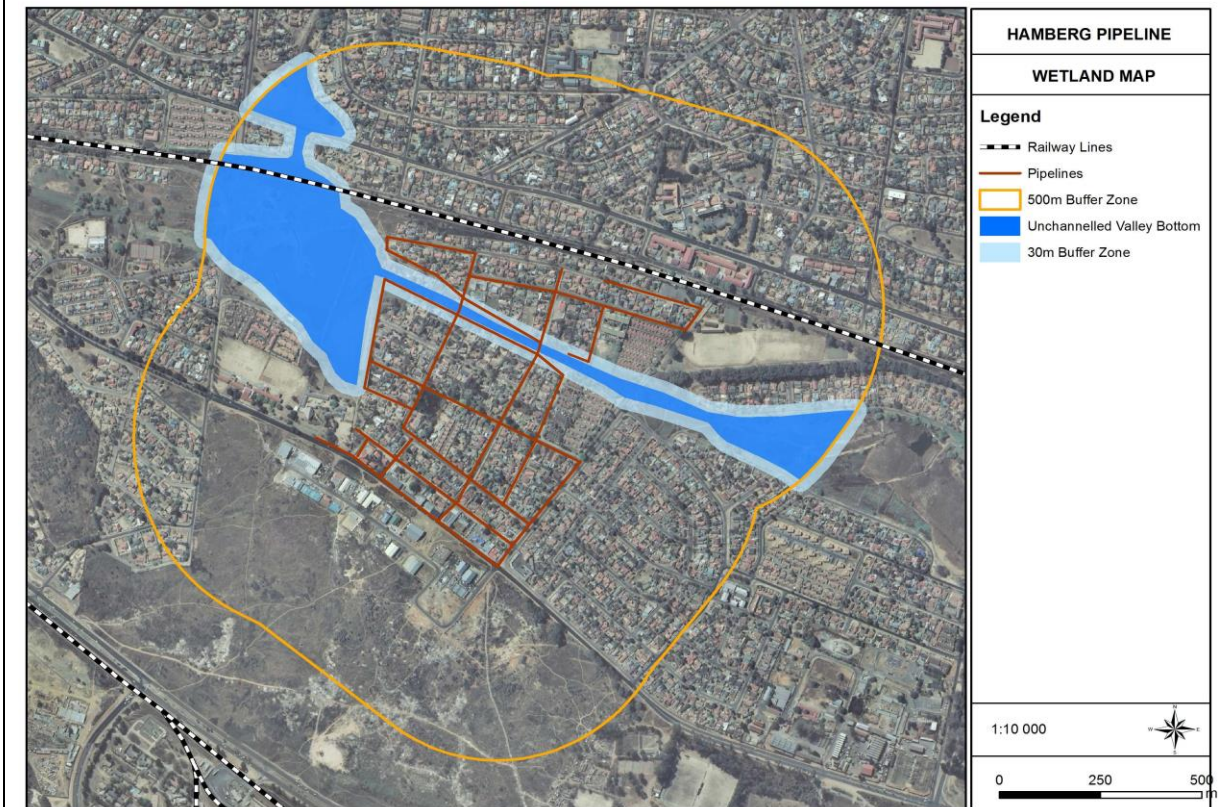 HAMBERG PIPELINE
WETLAND MAP
Legend
Railway Lines
Pipelines
500m Buffer Zone
Unchannelled Valley Bottom
30m Buffer Zone
1:10 000
N
W E
S
0 250 500
m